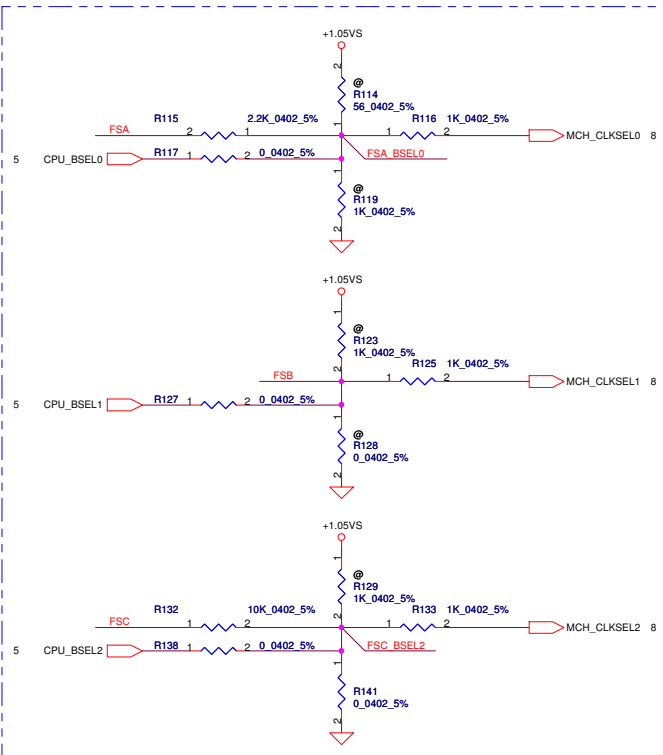 +1.05VS
2
@
R114
56_0402_5%
1
R115 2.2K_0402_5% R116 1K_0402_5%
FSA 2 1 1 2 MCH_CLKSEL0 8
5 CPU_BSEL0 R117 1 2 0_0402_5% FSA_BSEL0
1
@
R119
1K_0402_5%
2
+1.05VS
1
@
R123
1K_0402_5%
2
R125 1K_0402_5%
FSB 1 2 MCH_CLKSEL1 8
5 CPU_BSEL1 R127 1 2 0_0402_5%
1
@
R128
0_0402_5%
2
+1.05VS
1
@
R129
1K_0402_5%
2
R132 10K_0402_5% R133 1K_0402_5%
FSC 1 2 1 2 MCH_CLKSEL2 8
5 CPU_BSEL2 R138 1 2 0_0402_5% FSC_BSEL2
1
R141
0_0402_5%
2